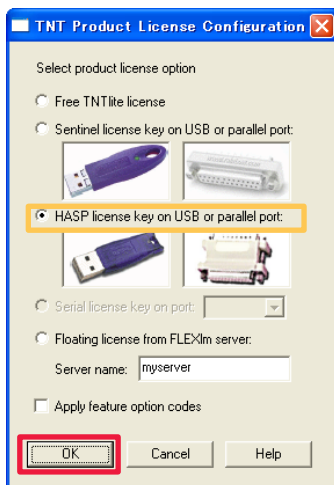 TNT Product License Configuration
Select product license option
Free TNTlite license
Sentinel license key on USB or parallel port:
HASP license key on USB or parallel port:
Serial license key on port:
Floating license from FLEXlm server:
Server name: myserver
Apply feature option codes
OK Cancel Help